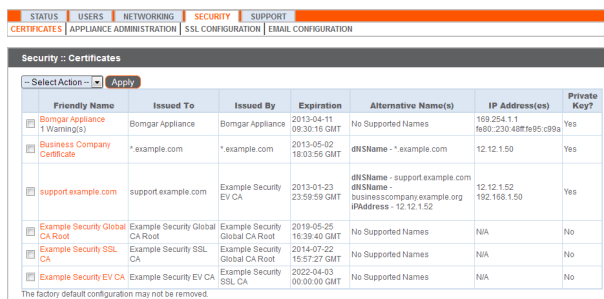 STATUS USERS NETWORKING SECURITY SUPPORT
CERTIFICATES APPLIANCE ADMINISTRATION SSL CONFIGURATION EMAIL CONFIGURATION
Security :: Certificates
-- Select Action -- Apply
Friendly Name Issued To Issued By Expiration Alternative Name(s) IP Address(es) Private Key?
Bomgar Appliance
1 Warning(s)
Bomgar Appliance Bomgar Appliance
2013-04-11
09:30:16 GMT
No Supported Names
169.254.1.1
fe80::230:48ff:fe95:c99a
Yes
Business Company
Certificate
*.example.com *.example.com
2013-05-02
18:03:56 GMT
dNSName - *.example.com 12.12.1.50 Yes
support.example.com support.example.com
Example Security
EV CA
2013-01-23
23:59:59 GMT
dNSName - support.example.com
dNSName -
businesscompany.example.org
iPAddress - 12.12.1.52
12.12.1.52
192.168.1.50
Yes
Example Security Global
CA Root
Example Security Global
CA Root
Example Security
Global CA Root
2019-05-25
16:39:40 GMT
No Supported Names N/A No
Example Security SSL
CA
Example Security SSL
CA
Example Security
Global CA Root
2014-07-22
15:57:27 GMT
No Supported Names N/A No
Example Security EV CA Example Security EV CA
Example Security
SSL CA
2022-04-03
00:00:00 GMT
No Supported Names N/A No
The factory default configuration may not be removed.